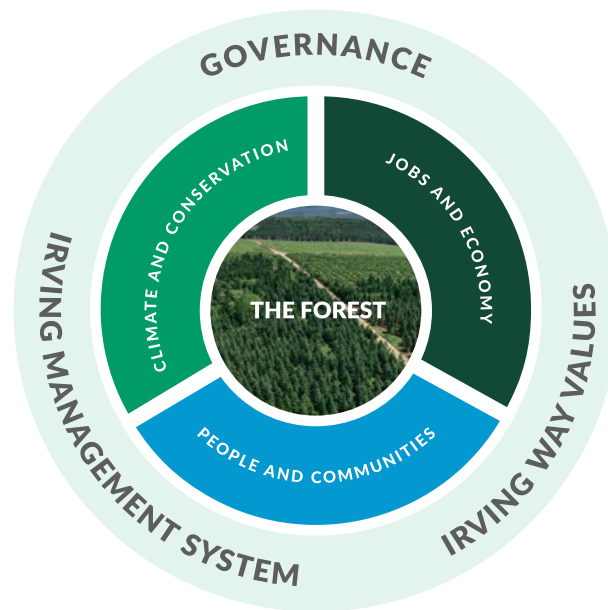 GOVERNANCE
CLIMATE AND CONSERVATION
JOBS AND ECONOMY
THE FOREST
PEOPLE AND COMMUNITIES
IRVING MANAGEMENT SYSTEM
IRVING WAY VALUES